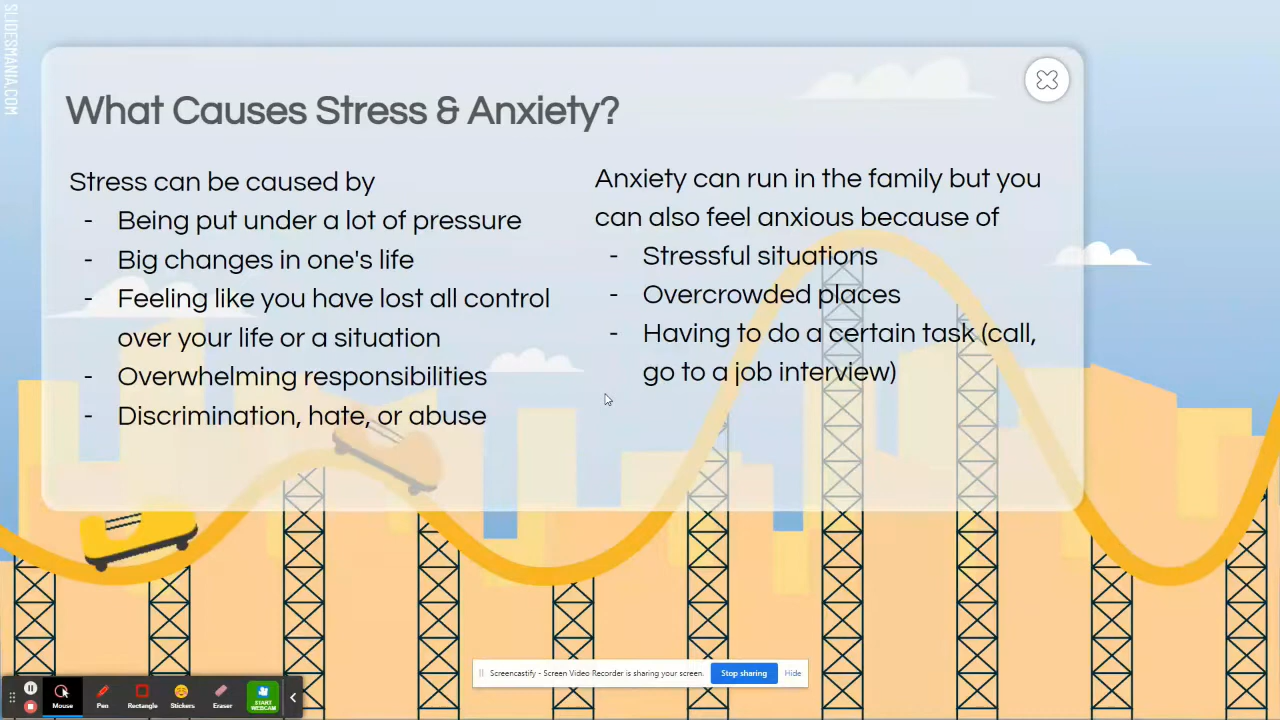 SLIDESMANIA.COM
What Causes Stress & Anxiety?
Stress can be caused by
- Being put under a lot of pressure
- Big changes in one's life
- Feeling like you have lost all control
over your life or a situation
- Overwhelming responsibilities
- Discrimination, hate, or abuse
Anxiety can run in the family but you
can also feel anxious because of
- Stressful situations
- Overcrowded places
- Having to do a certain task (call,
go to a job interview)
Screencastify - Screen Video Recorder is sharing your screen.
Stop sharing
Hide
Mouse
Pen
Rectangle
Stickers
Eraser
START
WEBCAM